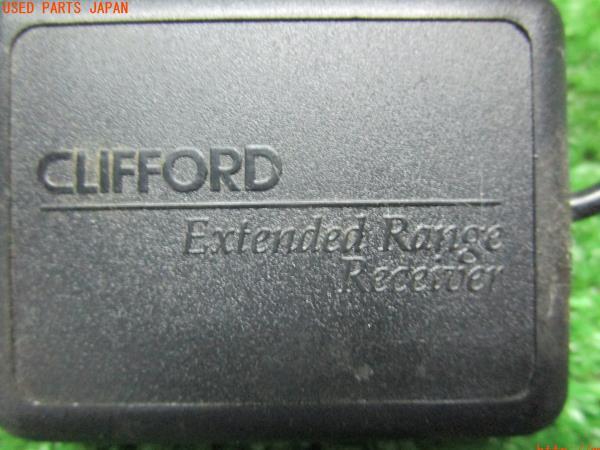 USED PARTS JAPAN
CLIFFORD
Extended Range
Receiver